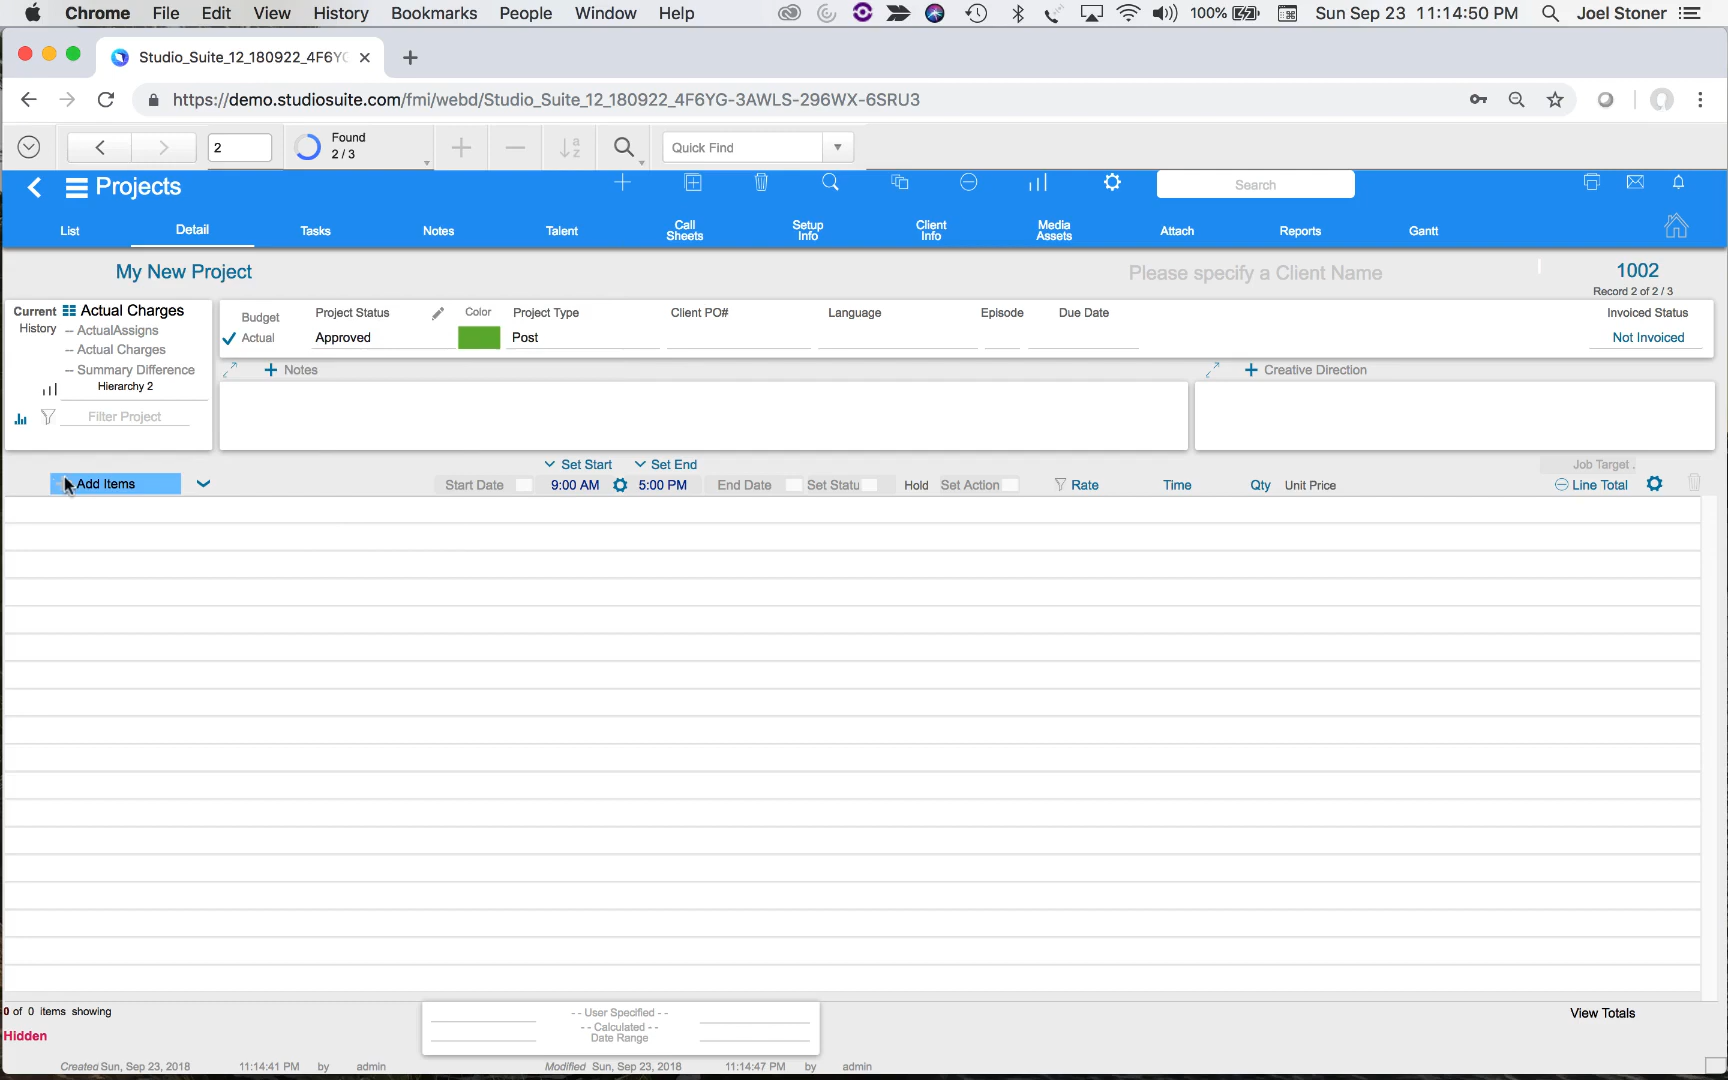 Chrome File Edit View History Bookmarks People Window Help 100% Sun Sep 23 11:14:50 PM Joel Stoner
Studio_Suite_12_180922_4F6YG
https://demo.studiosuite.com/fmi/webd/Studio_Suite_12_180922_4F6YG-3AWLS-296WX-6SRU3
2 Found 2 / 3 Quick Find
Projects Search
List Detail Tasks Notes Talent Call Sheets Setup Info Client Info Media Assets Attach Reports Gantt
My New Project Please specify a Client Name 1002
Record 2 of 2 / 3
Current Actual Charges
History -- ActualAssigns
-- Actual Charges
-- Summary Difference
Hierarchy 2
Filter Project
Budget Project Status Color Project Type Client PO# Language Episode Due Date Invoiced Status
Actual Approved Post Not Invoiced
Notes Creative Direction
Set Start Set End Job Target .
Add Items Start Date 9:00 AM 5:00 PM End Date Set Statu Hold Set Action Rate Time Qty Unit Price Line Total
0 of 0 items showing
Hidden
- - User Specified - -
- - Calculated - -
Date Range
View Totals
Created Sun, Sep 23, 2018 11:14:41 PM by admin Modified Sun, Sep 23, 2018 11:14:47 PM by admin